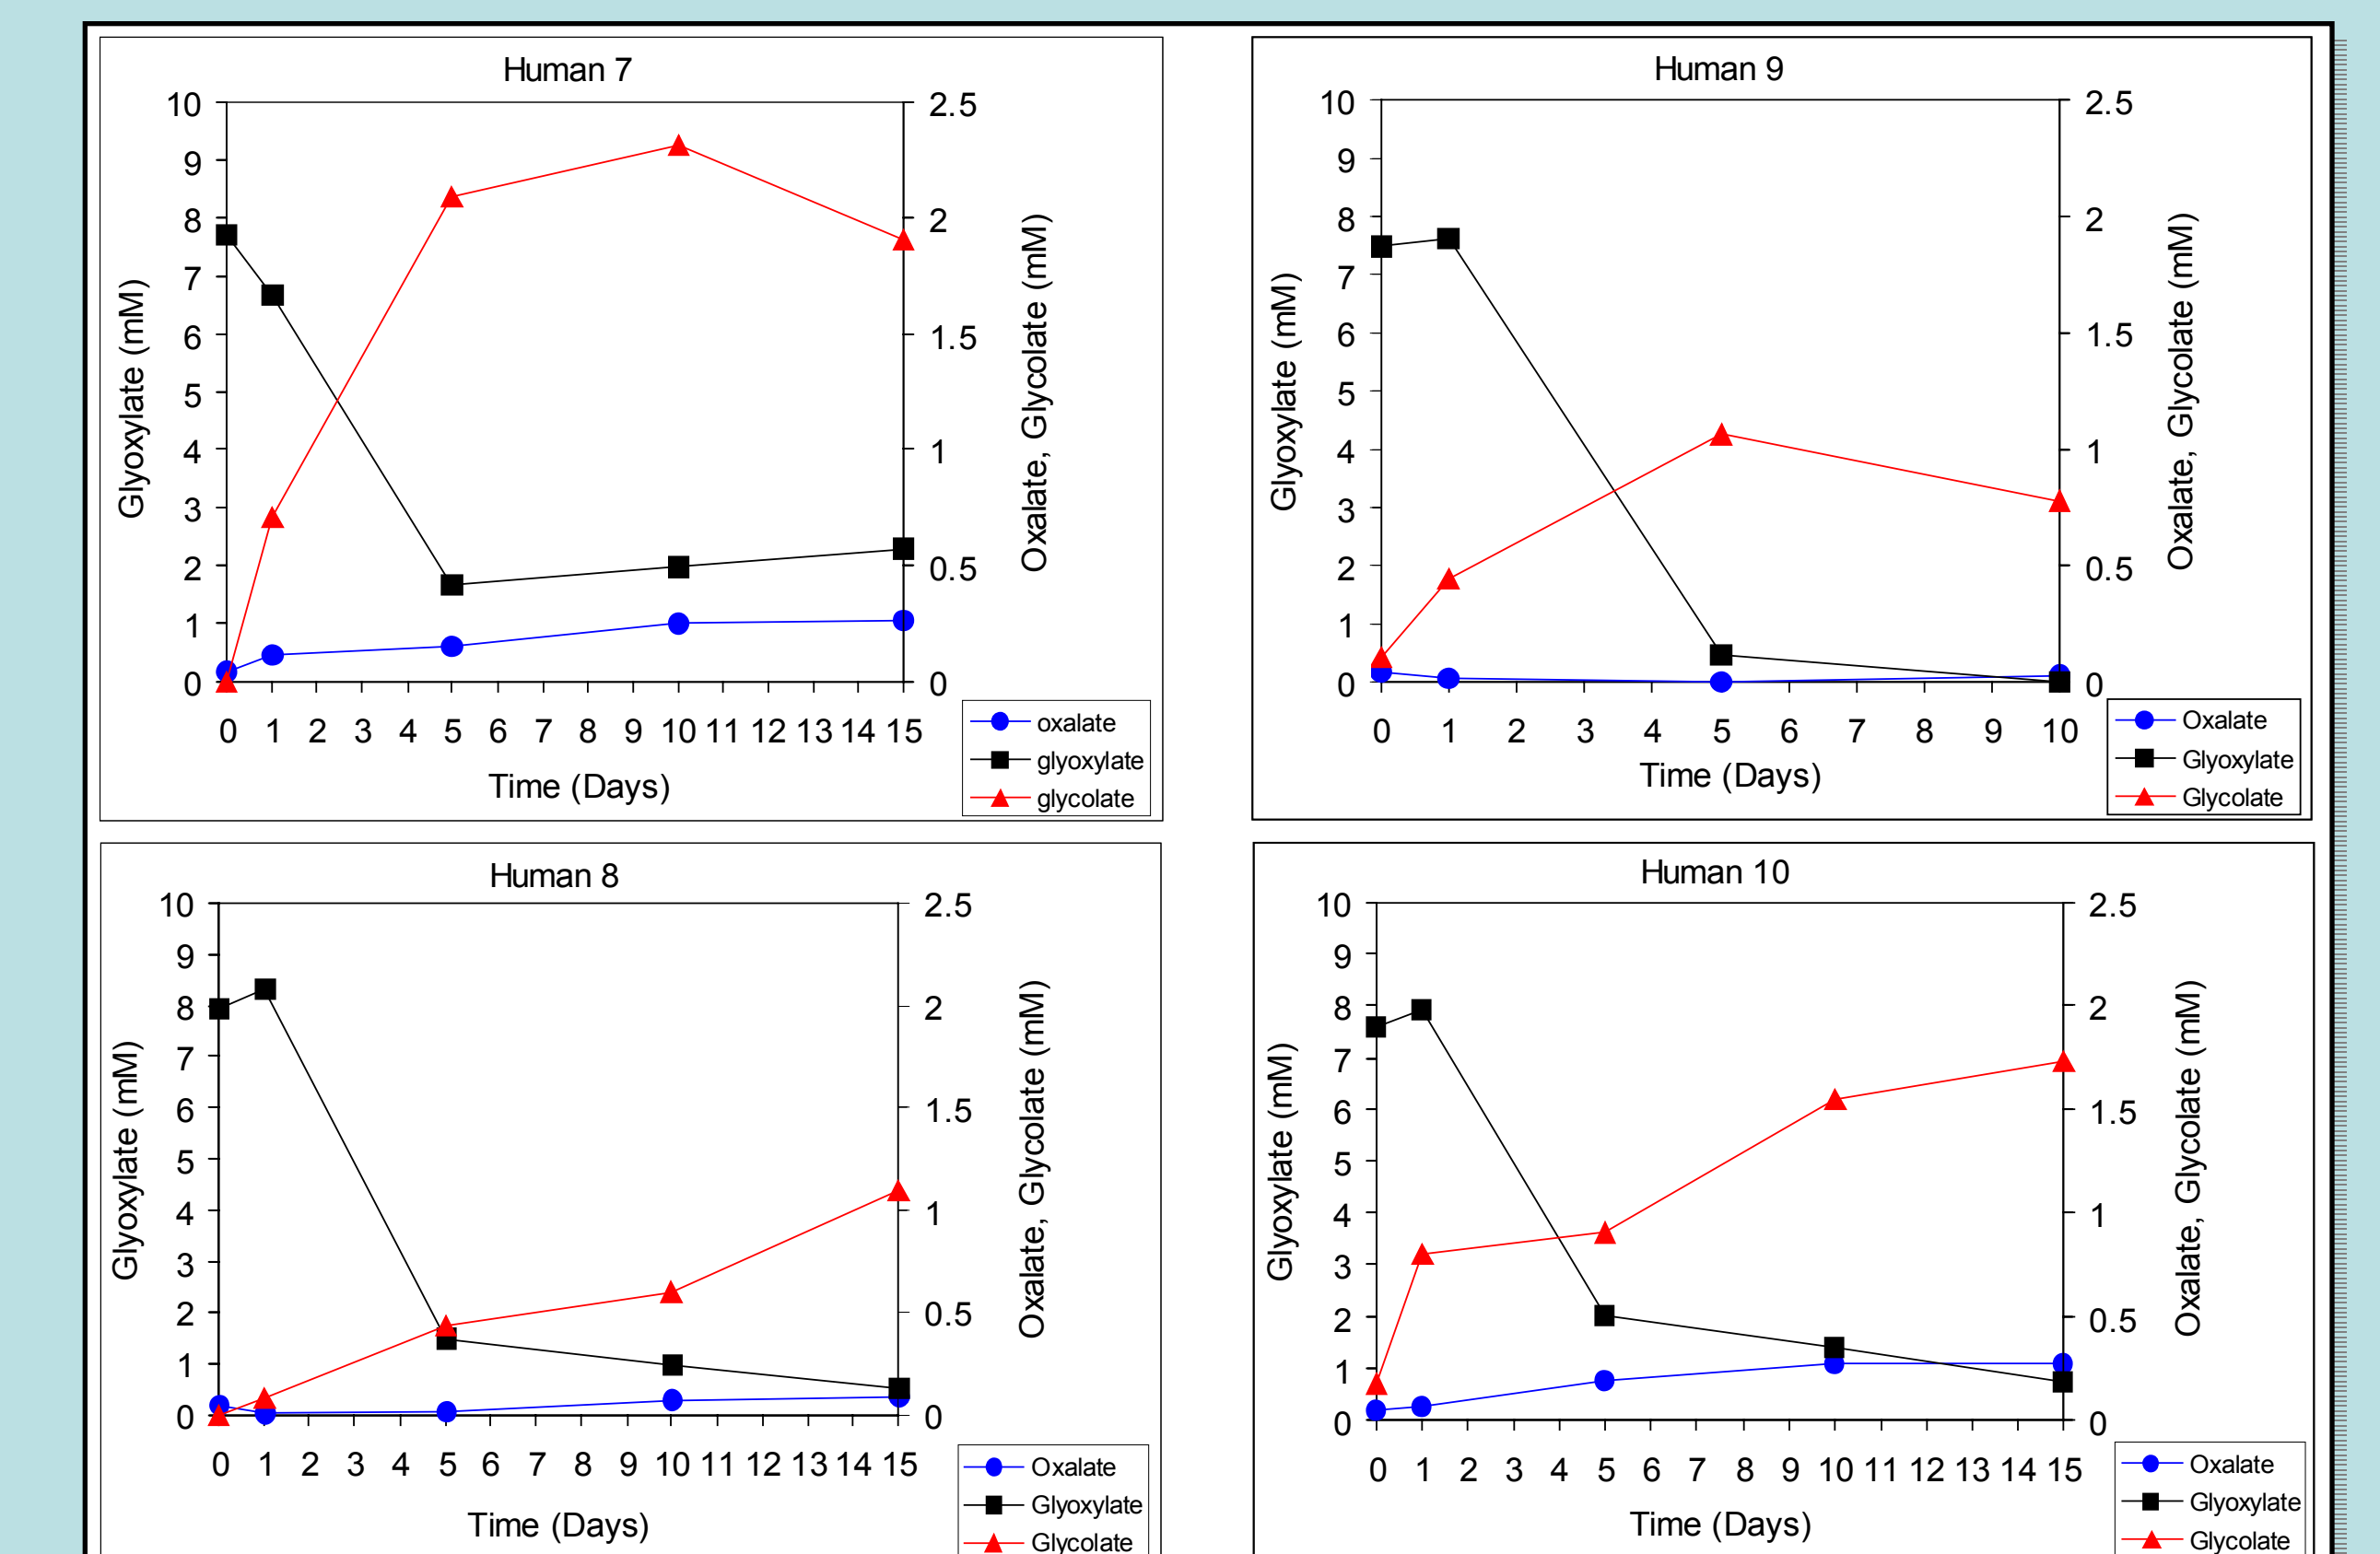 Human 7
10
9
8
7
6
5
4
3
2
1
0
2.5
2
1.5
1
0.5
0
Glyoxylate (mM)
Oxalate, Glycolate (mM)
0 1 2 3 4 5 6 7 8 9 10 11 12 13 14 15
Time (Days)
oxalate
glyoxylate
glycolate
Human 9
10
9
8
7
6
5
4
3
2
1
0
2.5
2
1.5
1
0.5
0
Glyoxylate (mM)
Oxalate, Glycolate (mM)
0 1 2 3 4 5 6 7 8 9 10
Time (Days)
Oxalate
Glyoxylate
Glycolate
Human 8
10
9
8
7
6
5
4
3
2
1
0
2.5
2
1.5
1
0.5
0
Glyoxylate (mM)
Oxalate, Glycolate (mM)
0 1 2 3 4 5 6 7 8 9 10 11 12 13 14 15
Time (Days)
Oxalate
Glyoxylate
Glycolate
Human 10
10
9
8
7
6
5
4
3
2
1
0
2.5
2
1.5
1
0.5
0
Glyoxylate (mM)
Oxalate, Glycolate (mM)
0 1 2 3 4 5 6 7 8 9 10 11 12 13 14 15
Time (Days)
Oxalate
Glyoxylate
Glycolate